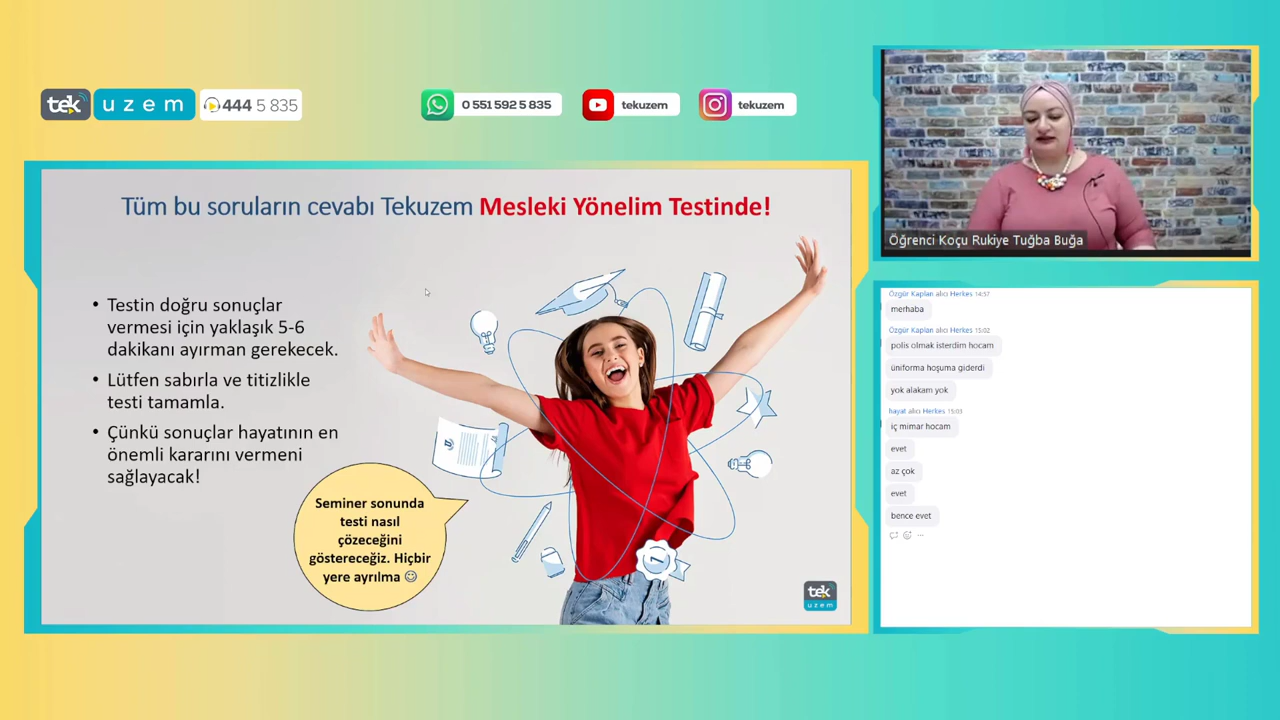 tek uzem 444 5 835
0 551 592 5 835
tekuzem
tekuzem
Tüm bu soruların cevabı Tekuzem Mesleki Yönelim Testinde!
• Testin doğru sonuçlar
vermesi için yaklaşık 5-6
dakikanı ayırman gerekecek.
• Lütfen sabırla ve titizlikle
testi tamamla.
• Çünkü sonuçlar hayatının en
önemli kararını vermeni
sağlayacak!
Seminer sonunda
testi nasıl
çözeceğini
göstereceğiz. Hiçbir
yere ayrılma ☺
1
tek
uzem
Öğrenci Koçu Rukiye Tuğba Buğa
Özgür Kaplan alıcı Herkes 14:57
merhaba
Özgür Kaplan alıcı Herkes 15:02
polis olmak isterdim hocam
üniforma hoşuma giderdi
yok alakam yok
hayat alıcı Herkes 15:03
iç mimar hocam
evet
az çok
evet
bence evet